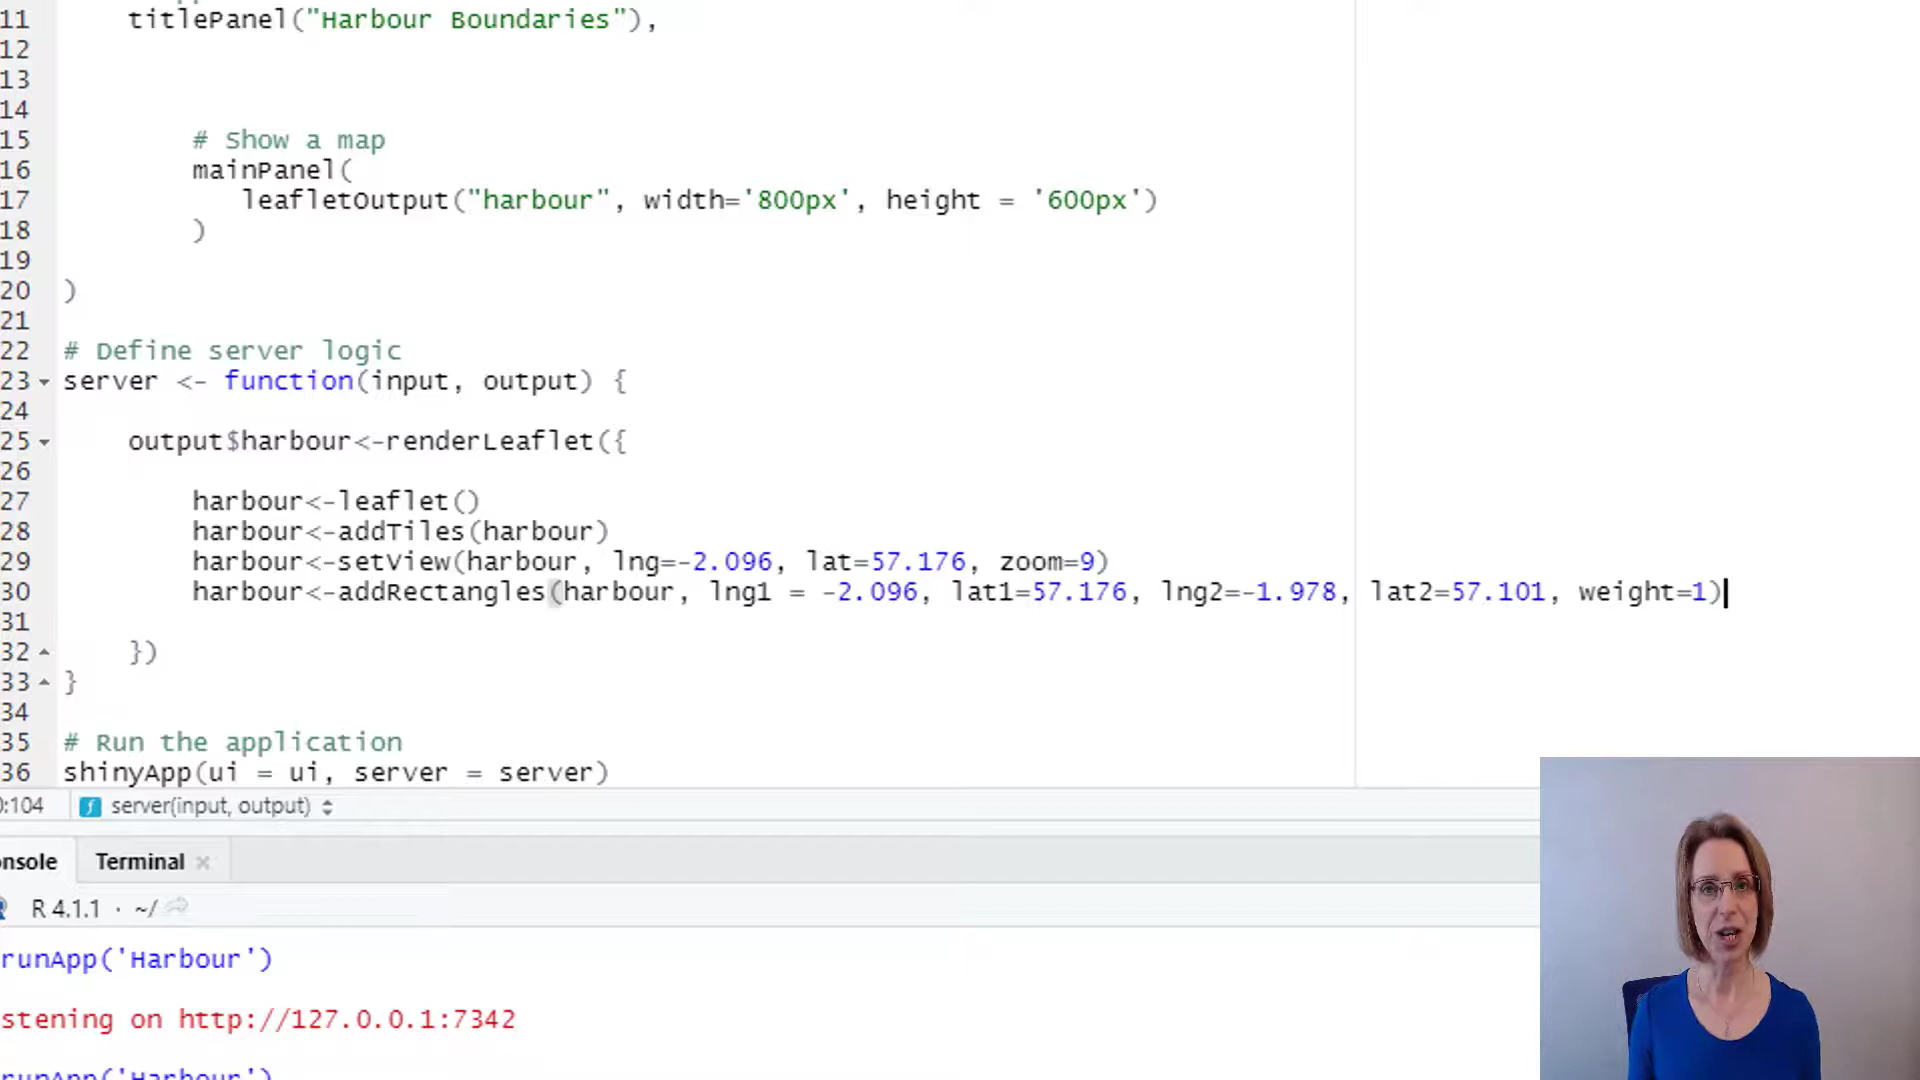 11 titlePanel("Harbour Boundaries"),
12
13
14
15 # Show a map
16 mainPanel(
17 leafletOutput("harbour", width='800px', height = '600px')
18 )
19
20 )
21
22 # Define server logic
23 server <- function(input, output) {
24
25 output$harbour<-renderLeaflet({
26
27 harbour<-leaflet()
28 harbour<-addTiles(harbour)
29 harbour<-setView(harbour, lng=-2.096, lat=57.176, zoom=9)
30 harbour<-addRectangles(harbour, lng1 = -2.096, lat1=57.176, lng2=-1.978, lat2=57.101, weight=1)
31
32 })
33 }
34
35 # Run the application
36 shinyApp(ui = ui, server = server)
:104 server(input, output)
onsole Terminal
R 4.1.1 · ~/
runApp('Harbour')
stening on http://127.0.0.1:7342
runApp('Harbour')